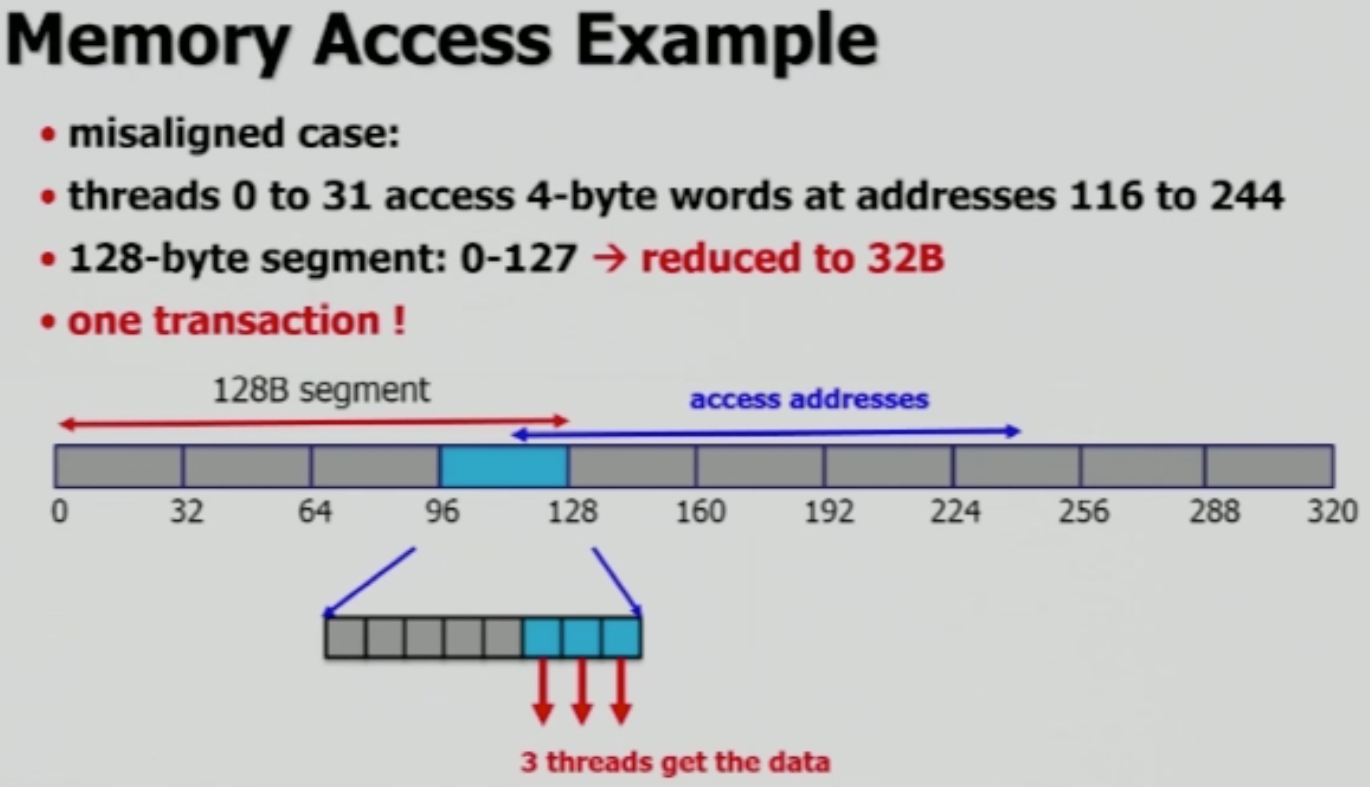 Memory Access Example
• misaligned case:
• threads 0 to 31 access 4-byte words at addresses 116 to 244
• 128-byte segment: 0-127 → reduced to 32B
• one transaction !
128B segment
access addresses
0 32 64 96 128 160 192 224 256 288 320
3 threads get the data